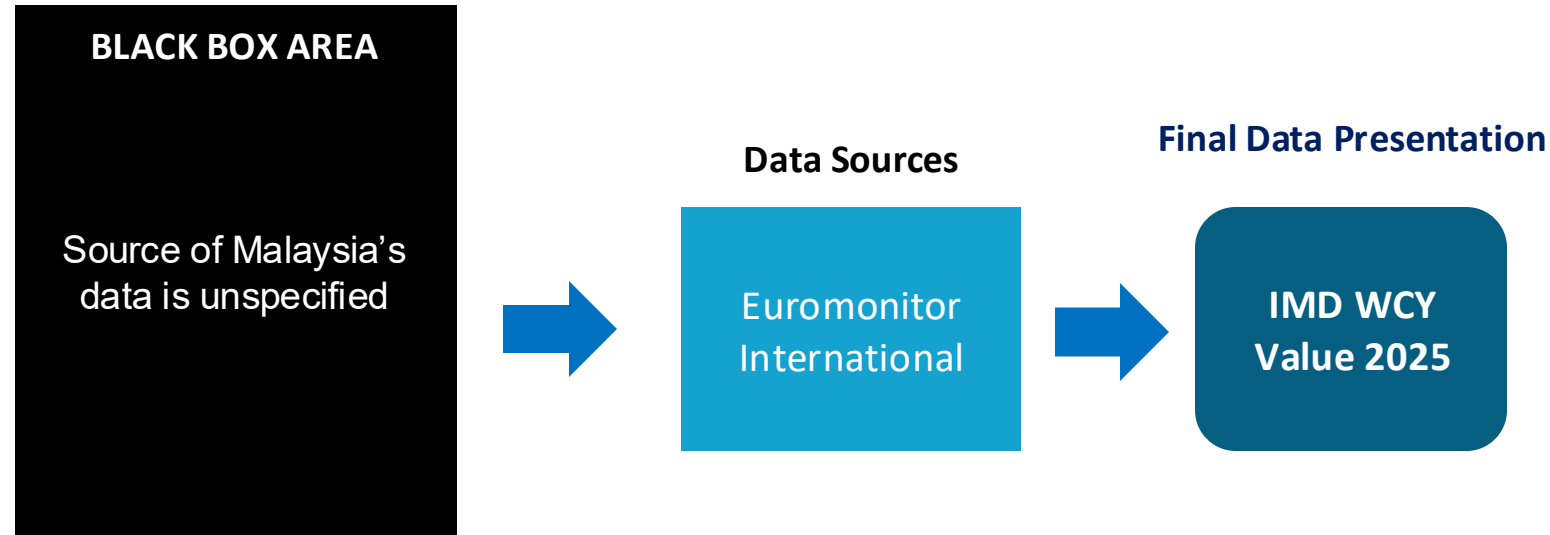 BLACK BOX AREA
Source of Malaysia’s
data is unspecified
Data Sources
Euromonitor
International
Final Data Presentation
IMD WCY
Value 2025